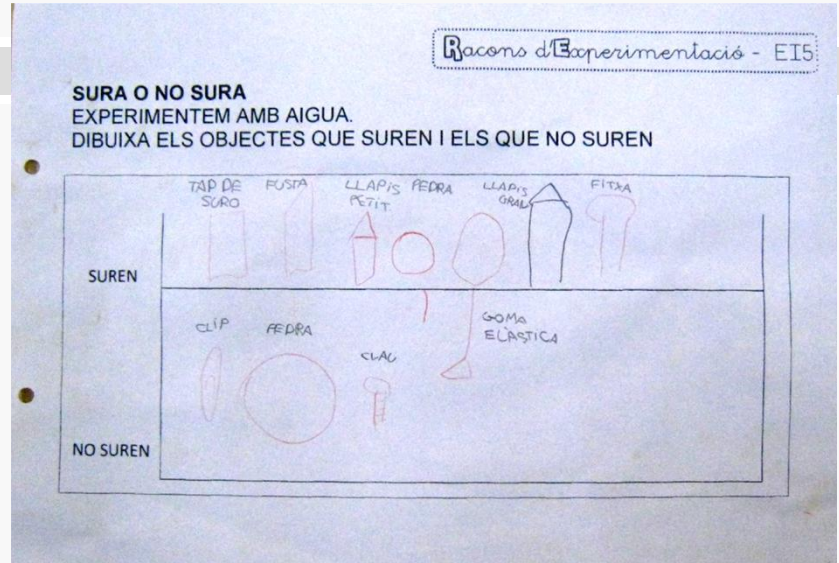 Racons d'Experimentació - EI5
SURA O NO SURA
EXPERIMENTEM AMB AIGUA.
DIBUIXA ELS OBJECTES QUE SUREN I ELS QUE NO SUREN
TAP DE SURO
FUSTA
LLAPIS PETIT
PEDRA
LLAPIS GRAN
FITXA
SUREN
CLIP
PEDRA
CLAU
GOMA
ELÀSTICA
NO SUREN